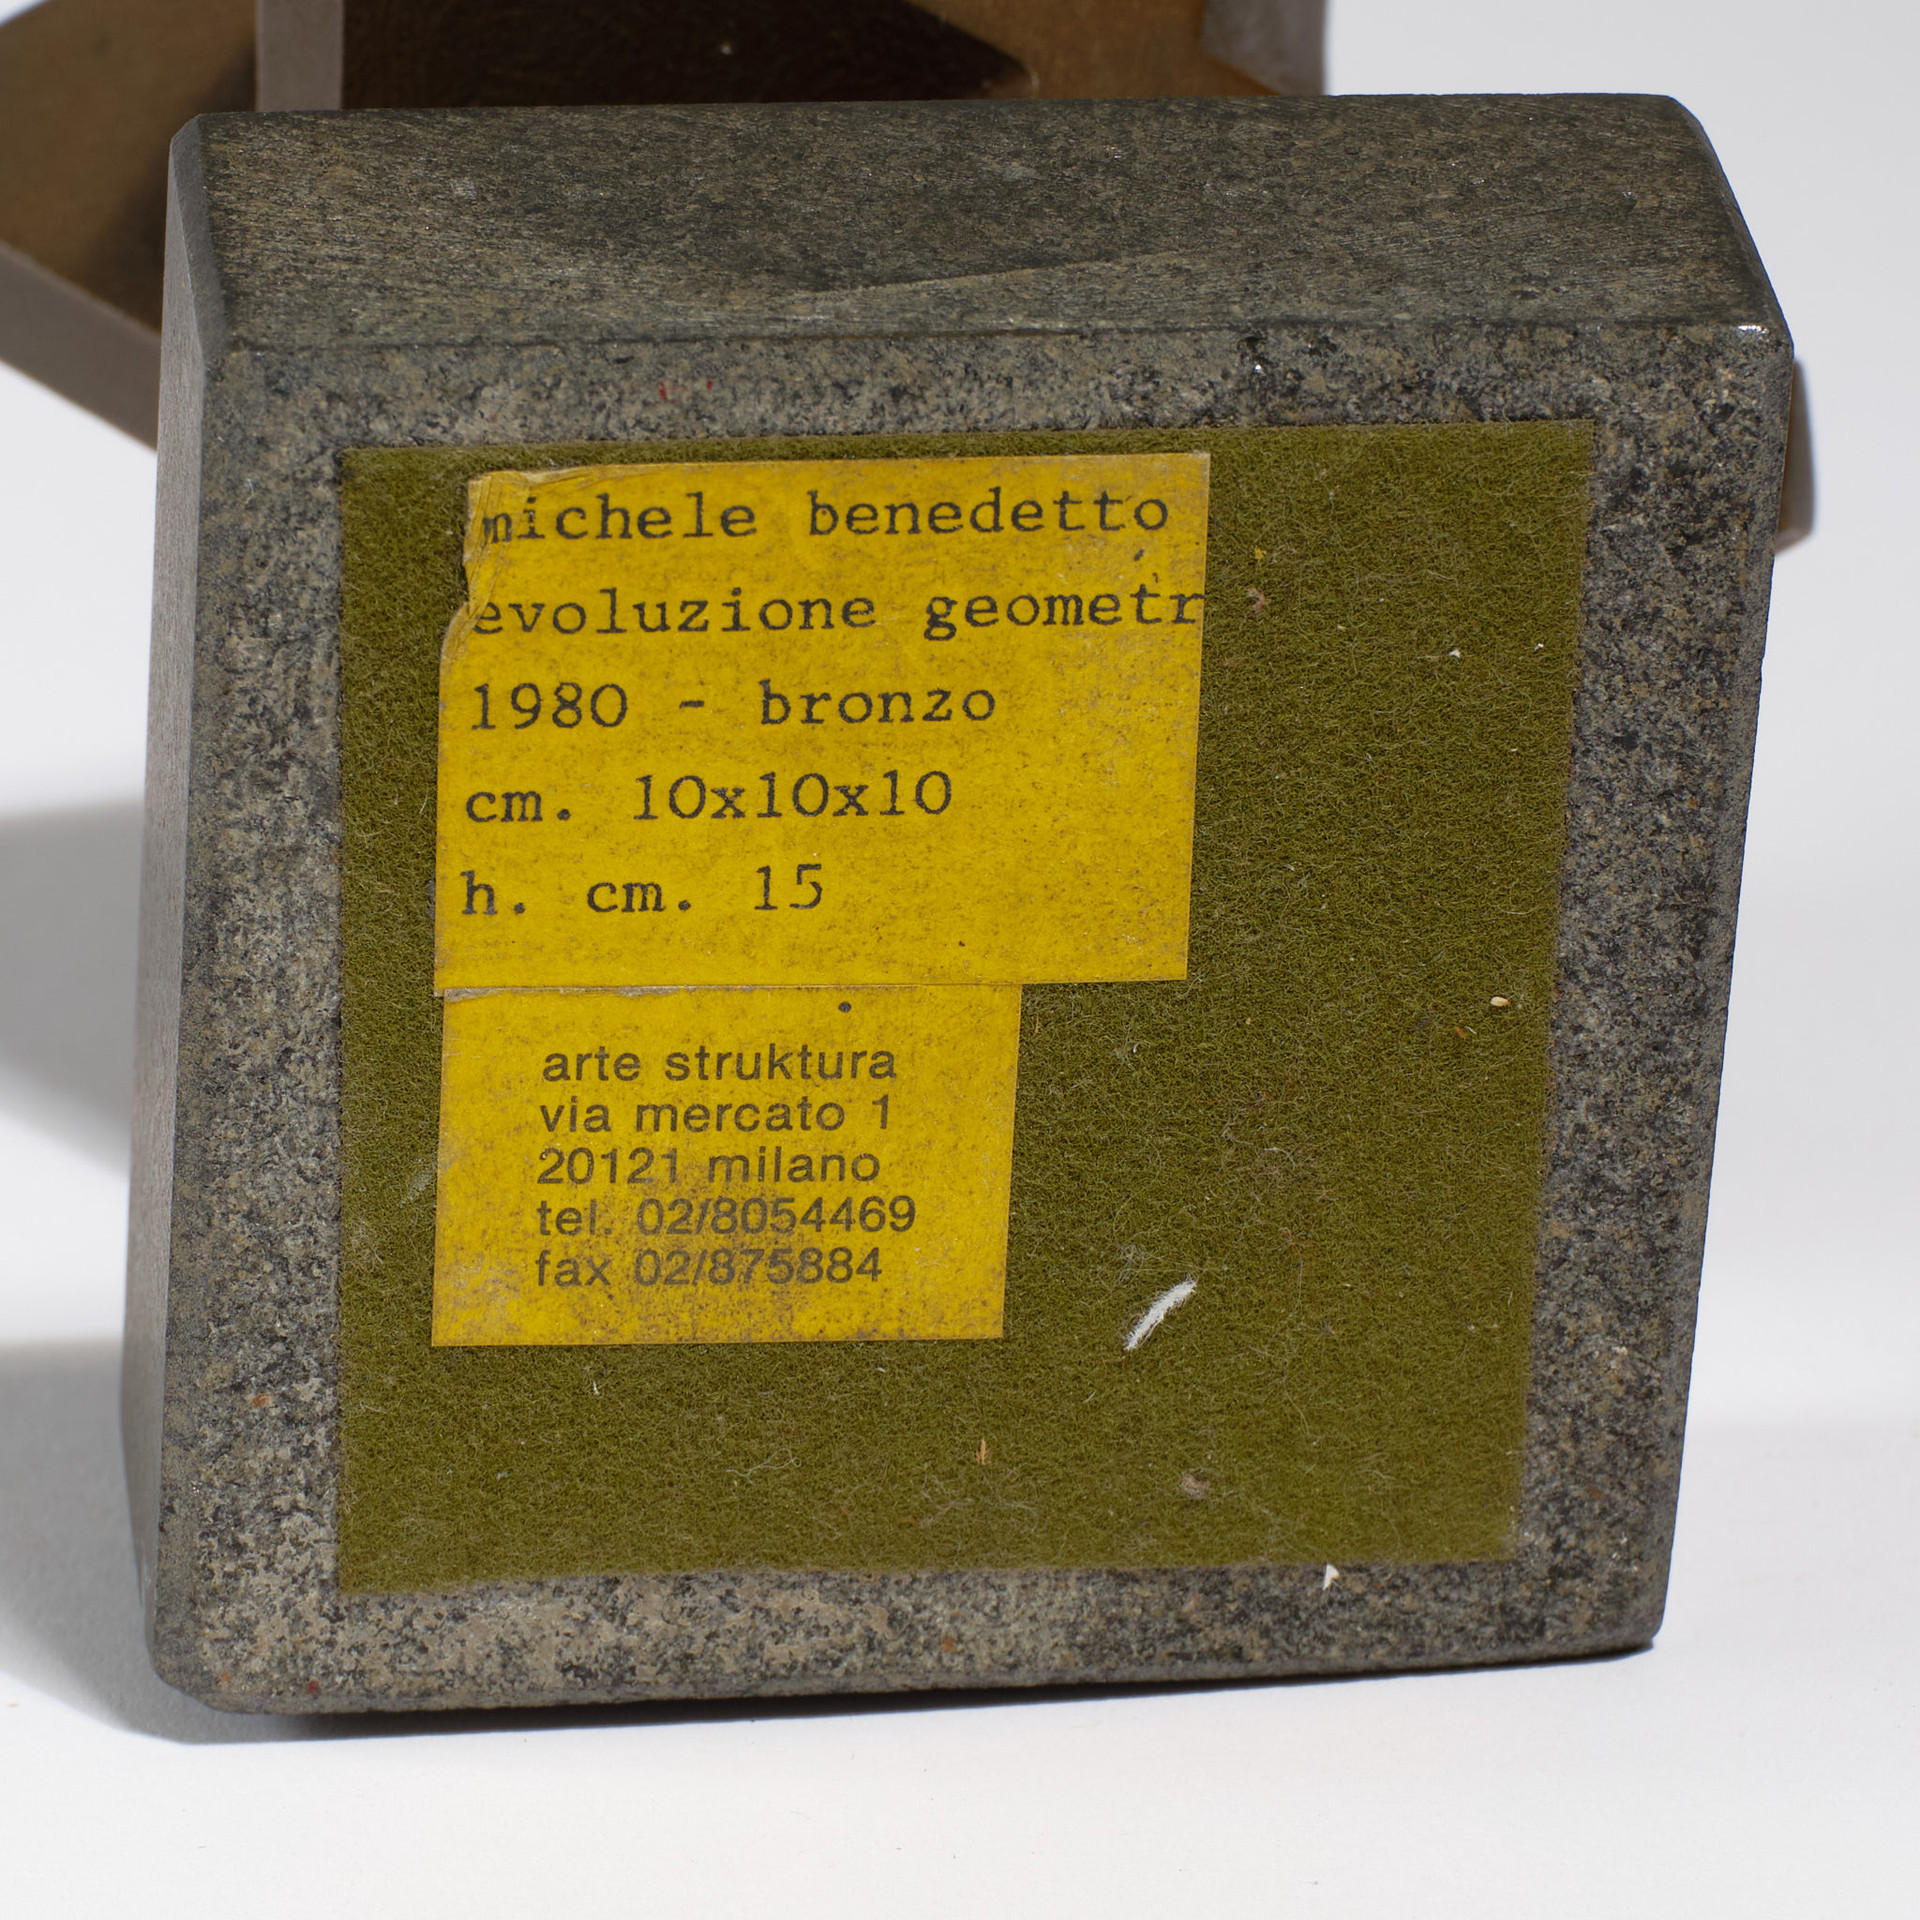 michele benedetto
evoluzione geometr
1980 - bronzo
cm. 10x10x10
h. cm. 15
arte struktura
via mercato 1
20121 milano
tel. 02/8054469
fax 02/875884